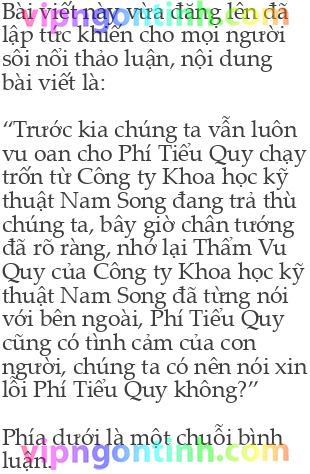 vipngontinh.com
Bài viết này vừa đăng lên đã
lập tức khiến cho mọi người
sôi nổi thảo luận, nội dung
bài viết là:
“Trước kia chúng ta vẫn luôn
vu oan cho Phí Tiểu Quy chạy
trốn từ Công ty Khoa học kỹ
thuật Nam Song đang trả thù
chúng ta, bây giờ chân tướng
đã rõ ràng, nhớ lại Thẩm Vu
Quy của Công ty Khoa học kỹ
thuật Nam Song đã từng nói
với bên ngoài, Phí Tiểu Quy
cũng có tình cảm của con
người, chúng ta có nên nói xin
lỗi Phí Tiểu Quy không?”
Phía dưới là một chuỗi bình
luận.
vipngontinh.com